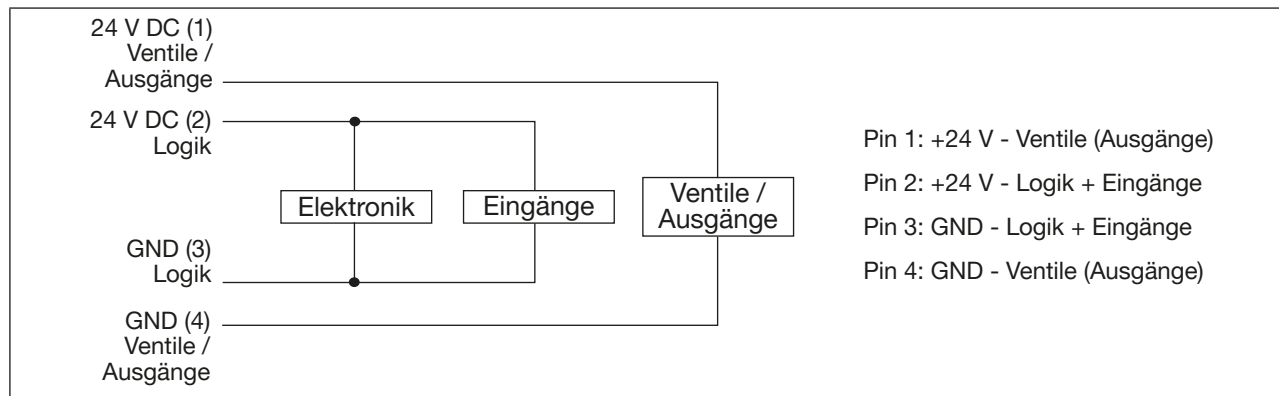 24 V DC (1)
Ventile /
Ausgänge
24 V DC (2)
Logik
Elektronik
Eingänge
Ventile /
Ausgänge
GND (3)
Logik
GND (4)
Ventile /
Ausgänge
Pin 1: +24 V - Ventile (Ausgänge)
Pin 2: +24 V - Logik + Eingänge
Pin 3: GND - Logik + Eingänge
Pin 4: GND - Ventile (Ausgänge)